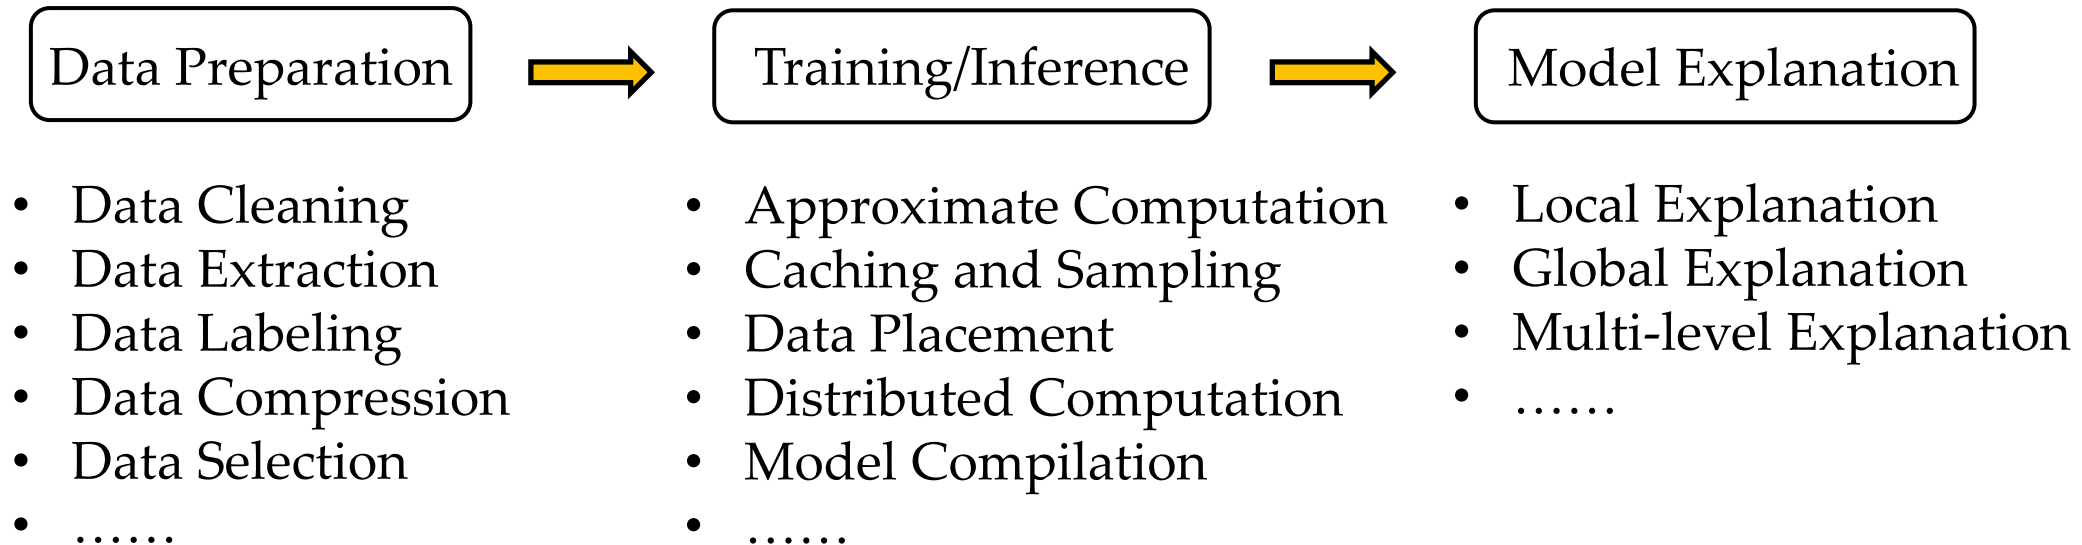 Data Preparation
Training/Inference
Model Explanation
• Data Cleaning
• Data Extraction
• Data Labeling
• Data Compression
• Data Selection
• ……
• Approximate Computation
• Caching and Sampling
• Data Placement
• Distributed Computation
• Model Compilation
• ……
• Local Explanation
• Global Explanation
• Multi-level Explanation
• ……